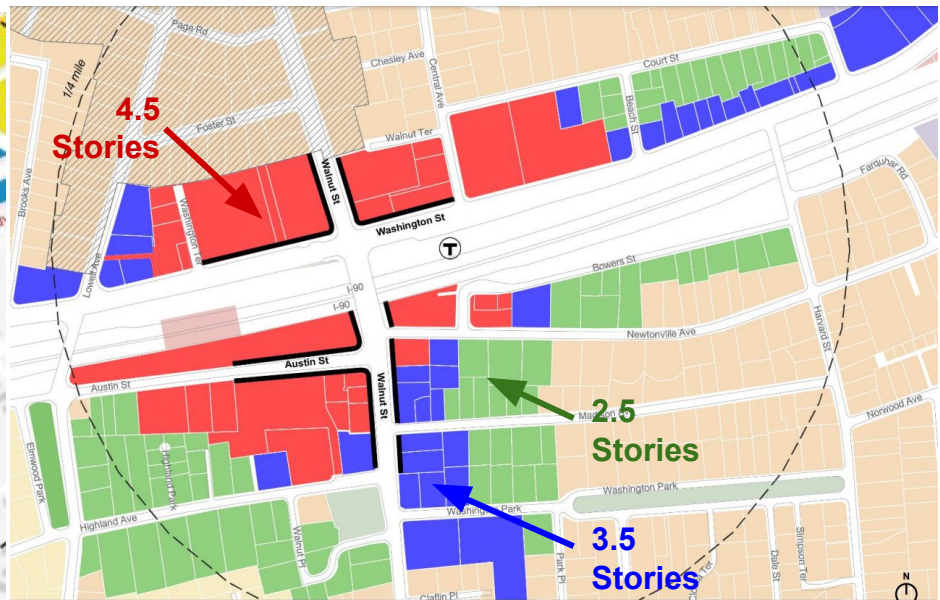 Page Rd
Chesley Ave
Central Ave
Court St
1/4 mile
4.5
Stories
Foster St
Walnut Ter
Beach St
Brooks Ave
Walnut St
Washington Ter
Washington St
T
Farquhar Rd
Lowell Ave
Bowers St
I-90
I-90
Newtonville Ave
Harvard St
Austin St
Austin St
Walnut St
2.5
Stories
Norwood Ave
Elmwood Park
Highland Park
Washington Park
Highland Ave
Washington Park
Walnut Pl
3.5
Stories
Park Pl
Dale St
Simpson Ter
Claflin Pl
N